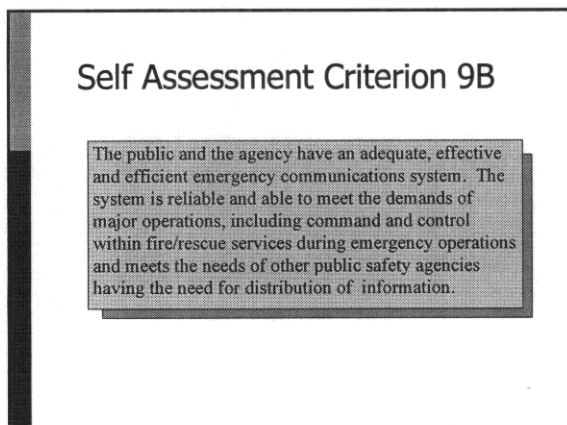 Self Assessment Criterion 9B
The public and the agency have an adequate, effective
and efficient emergency communications system.  The
system is reliable and able to meet the demands of
major operations, including command and control
within fire/rescue services during emergency operations
and meets the needs of other public safety agencies
having the need for distribution of  information.